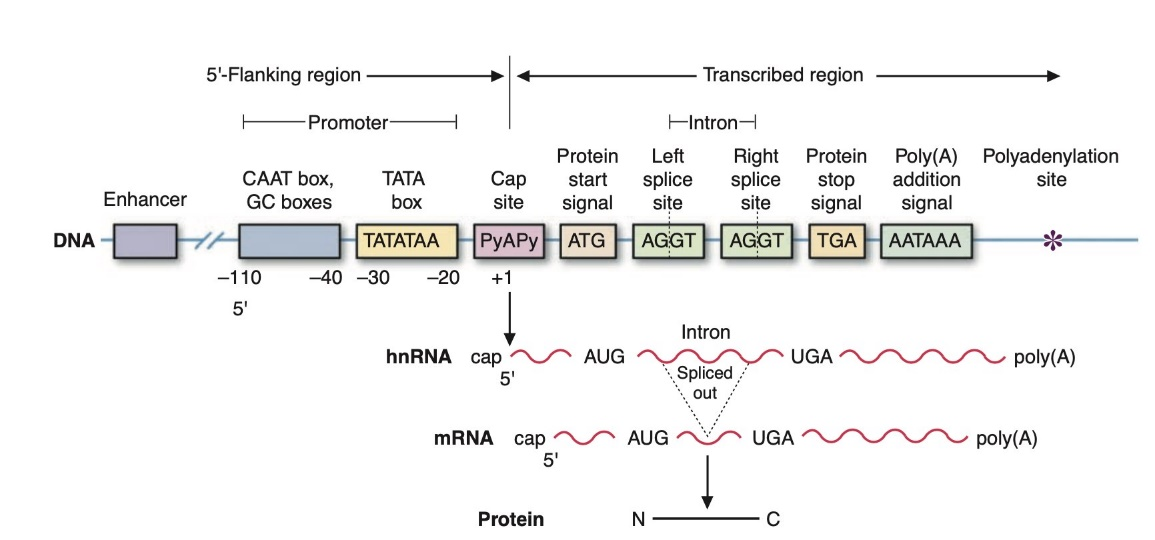 5'-Flanking region
Transcribed region
Promoter
Intron
Enhancer
CAAT box,
GC boxes
TATA
box
Cap
site
Protein
start
signal
Left
splice
site
Right
splice
site
Protein
stop
signal
Poly(A)
addition
signal
Polyadenylation
site
DNA TATATAA PyAPy ATG AGGT AGGT TGA AATAAA *
–110 –40 –30 –20 +1
5'
Intron
hnRNA cap AUG UGA poly(A)
5'
Spliced
out
mRNA cap AUG UGA poly(A)
5'
Protein N C